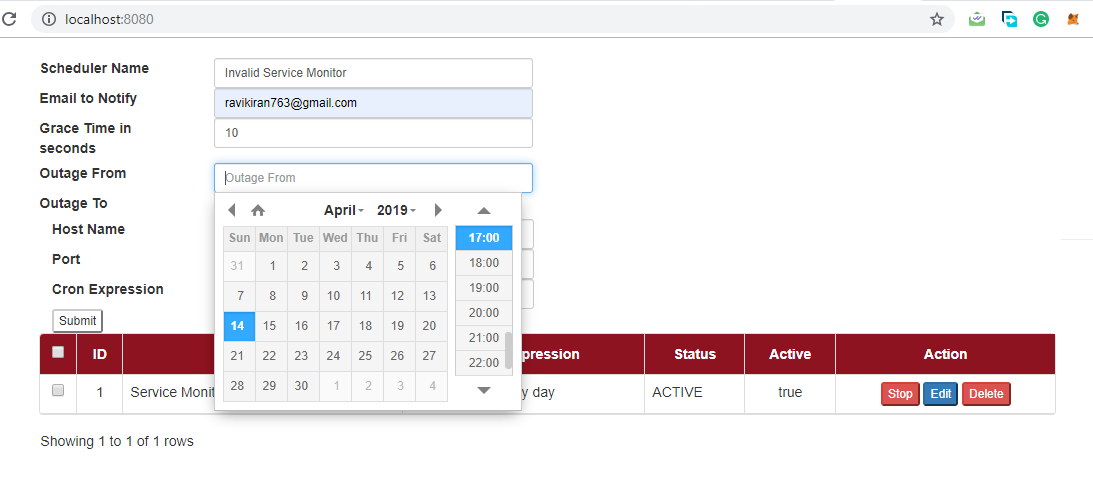 localhost:8080
Scheduler Name
Invalid Service Monitor
Email to Notify
ravikiran763@gmail.com
Grace Time in
seconds
10
Outage From
Outage From
Outage To
Host Name
Port
Cron Expression
Submit
April 2019
Sun Mon Tue Wed Thu Fri Sat
31 1 2 3 4 5 6
7 8 9 10 11 12 13
14 15 16 17 18 19 20
21 22 23 24 25 26 27
28 29 30 1 2 3 4
17:00
18:00
19:00
20:00
21:00
22:00
ID pression Status Active Action
1 Service Monit y day ACTIVE true Stop Edit Delete
Showing 1 to 1 of 1 rows